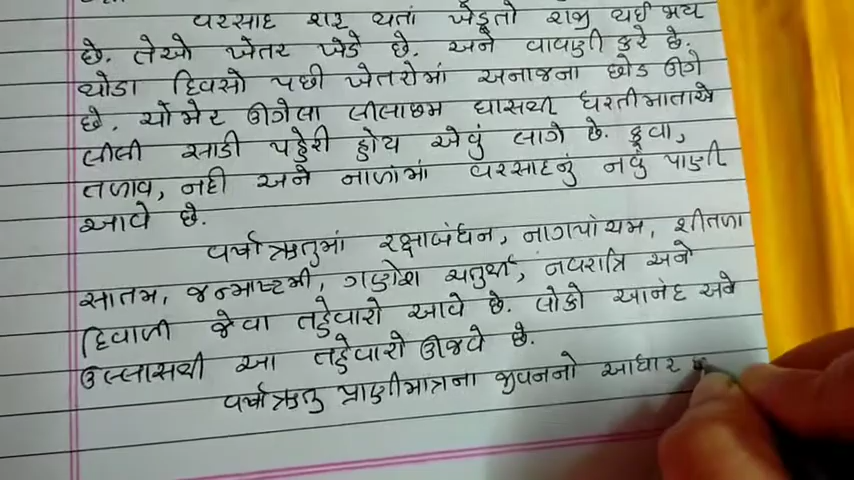 વરસાદ શરૂ થતાં ખેડૂતો રાજી થઈ જાય
છે. તેઓ ખેતર ખેડે છે. અને વાવણી કરે છે.
થોડા દિવસો પછી ખેતરોમાં અનાજના છોડ ઊગે
છે. ચોમેર ઊગેલા લીલાછમ ઘાસથી ધરતીમાતાએ
લીલી સાડી પહેરી હોય એવું લાગે છે. કૂવા,
તળાવ, નદી અને નાળાંમાં વરસાદનું નવું પાણી
આવે છે.
વર્ષાઋતુમાં રક્ષાબંધન, નાગપાંચમ, શીતળા
સાતમ, જન્માષ્ટમી, ગણેશ ચતુર્થી, નવરાત્રિ અને
દિવાળી જેવા તહેવારો આવે છે. લોકો આનંદ અને
ઉલ્લાસથી આ તહેવારો ઊજવે છે.
વર્ષાઋતુ પ્રાણીમાત્રના જીવનનો આધાર